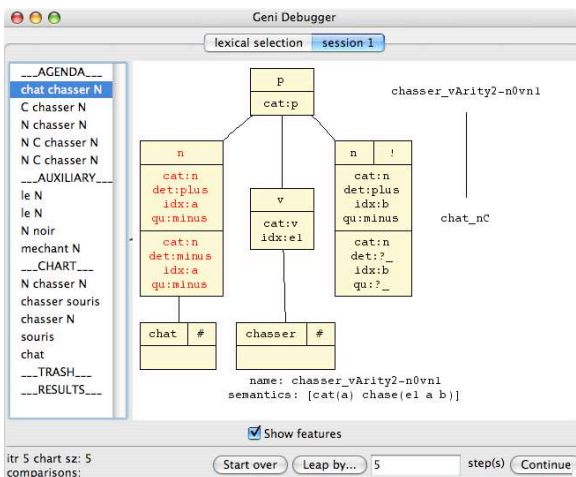 Geni Debugger
lexical selection session 1
___AGENDA___
chat chasser N
C chasser N
N chasser N
N C chasser N
N C chasser N
___AUXILIARY___
le N
le N
N noir
mechant N
___CHART___
N chasser N
chasser souris
chasser N
souris
chat
___TRASH___
___RESULTS___
p
cat:p
n
cat:n
det:plus
idx:a
qu:minus
cat:n
det:minus
idx:a
qu:minus
chat #
v
cat:v
idx:e1
chasser #
n !
cat:n
det:plus
idx:b
qu:minus
cat:n
det:?_
idx:b
qu:?_
chasser_vArity2-n0vn1
chat_nC
name: chasser_vArity2-n0vn1
semantics: [cat(a) chase(e1 a b)]
Show features
itr 5 chart sz: 5
comparisons:
Start over Leap by... 5 step(s) Continue